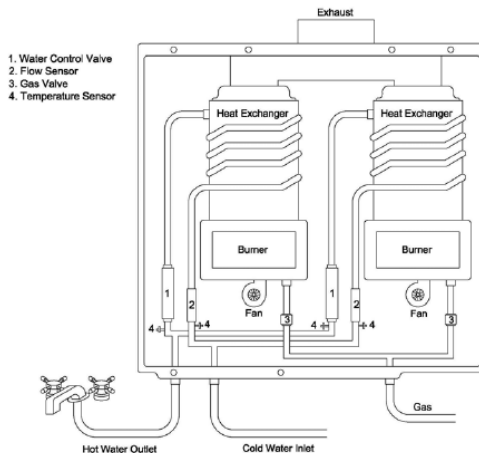 Exhaust
1. Water Control Valve
2. Flow Sensor
3. Gas Valve
4. Temperature Sensor
Heat Exchanger
Heat Exchanger
Burner
Burner
1
2
1
2
Fan
Fan
3
3
4
4
4
4
Gas
Hot Water Outlet
Cold Water Inlet